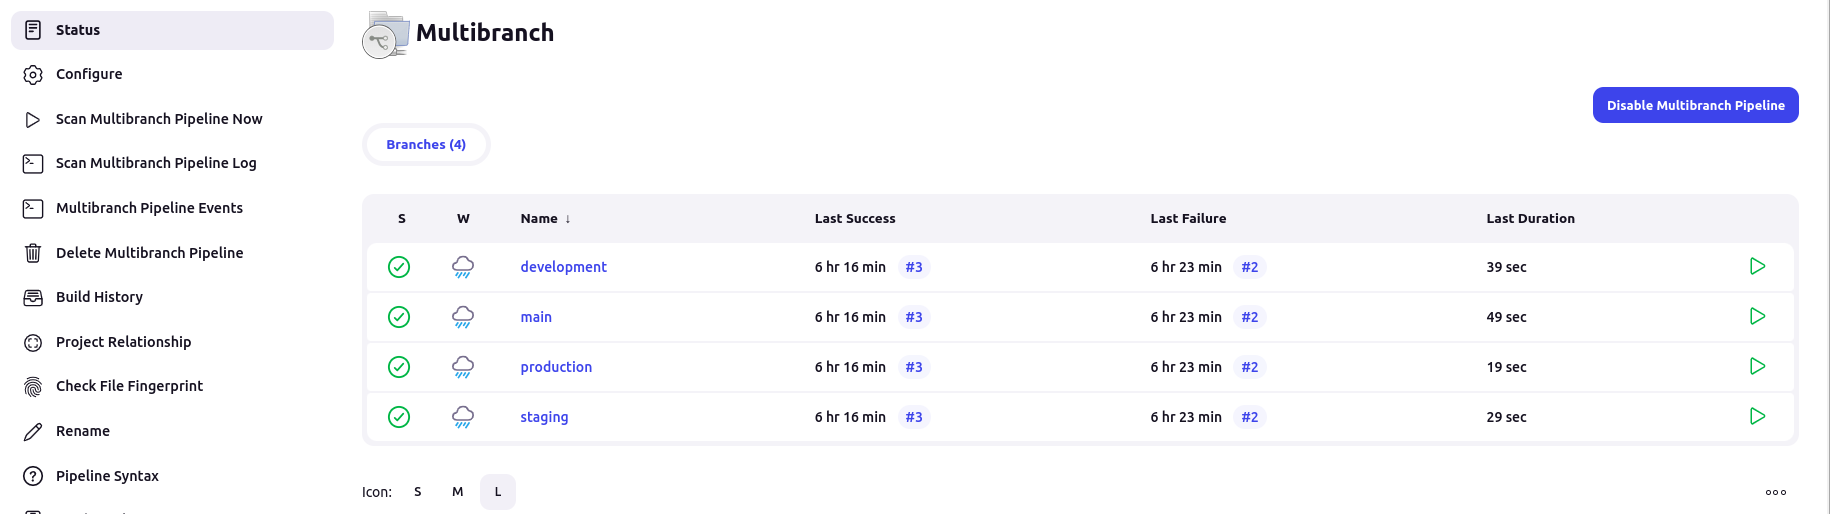 Status
Configure
Scan Multibranch Pipeline Now
Scan Multibranch Pipeline Log
Multibranch Pipeline Events
Delete Multibranch Pipeline
Build History
Project Relationship
Check File Fingerprint
Rename
Pipeline Syntax
Multibranch
Disable Multibranch Pipeline
Branches (4)
S W Name ↓ Last Success Last Failure Last Duration
development 6 hr 16 min #3 6 hr 23 min #2 39 sec
main 6 hr 16 min #3 6 hr 23 min #2 49 sec
production 6 hr 16 min #3 6 hr 23 min #2 19 sec
staging 6 hr 16 min #3 6 hr 23 min #2 29 sec
Icon: S M L